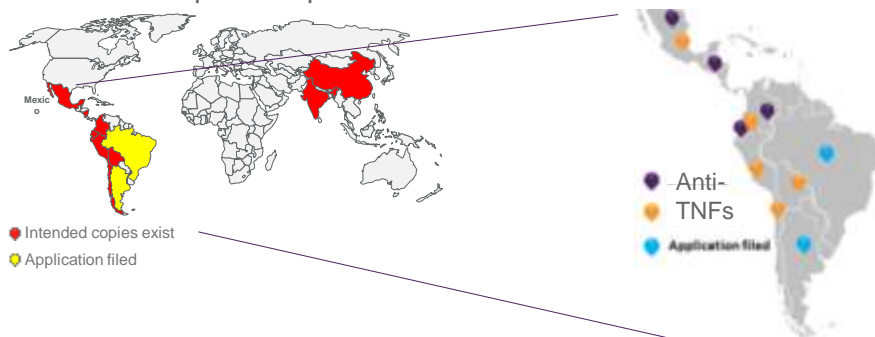 Mexic
Intended copies exist
Application filed
Anti-
TNFs
Application filed